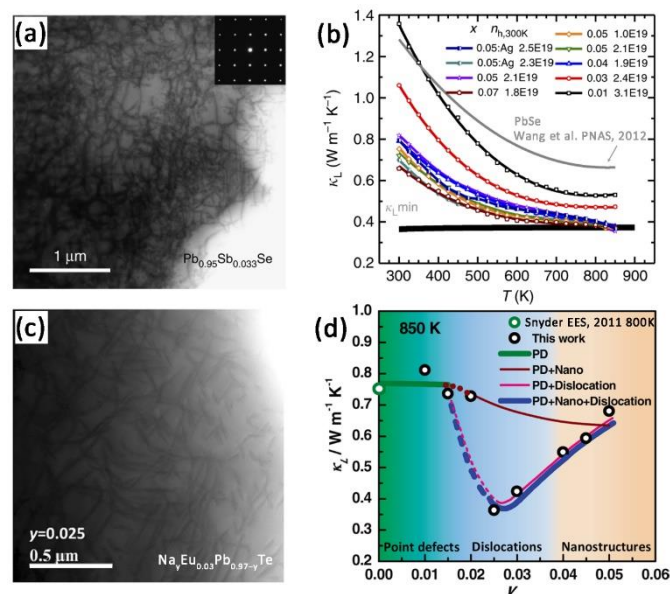 (a)
1 μm
Pb0.95Sb0.033Se
(b)
1.4
1.2
1.0
0.8
0.6
0.4
0.2
0.0
κL (W m⁻¹ K⁻¹)
x nh,300K
0.05:Ag 2.5E19
0.05:Ag 2.3E19
0.05 2.1E19
0.07 1.8E19
0.05 1.0E19
0.05 2.1E19
0.04 1.9E19
0.03 2.4E19
0.01 3.1E19
PbSe
Wang et al. PNAS, 2012
κLmin
300 400 500 600 700 800 900
T (K)
(c)
y=0.025
0.5 μm
NayEu0.03Pb0.97-yTe
(d)
850 K
Snyder EES, 2011 800K
This work
PD
PD+Nano
PD+Dislocation
PD+Nano+Dislocation
1.0
0.9
0.8
0.7
0.6
0.5
0.4
0.3
0.2
κL / W m⁻¹ K⁻¹
Point defects Dislocations Nanostructures
0.00 0.01 0.02 0.03 0.04 0.05 0.06